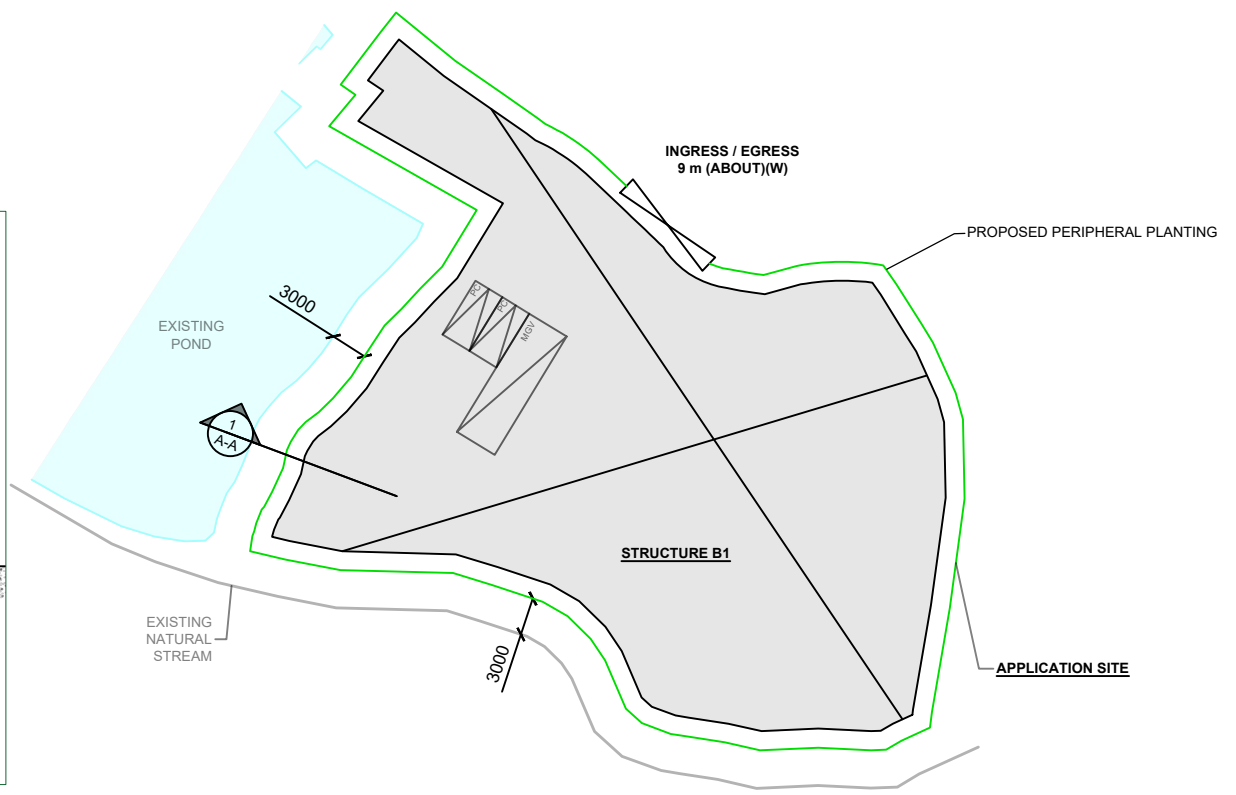 INGRESS / EGRESS
9 m (ABOUT)(W)
PROPOSED PERIPHERAL PLANTING
3000
EXISTING
POND
PC
PC
MGV
1
A-A
STRUCTURE B1
EXISTING
NATURAL
STREAM
3000
APPLICATION SITE